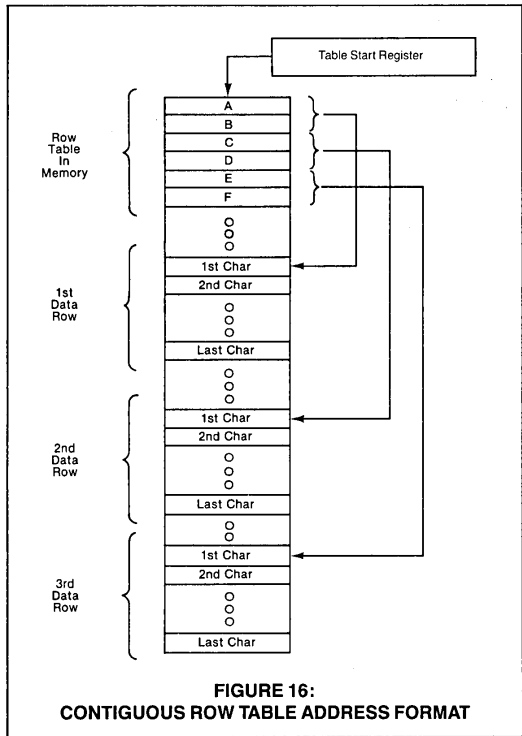 Table Start Register
A
B
C
D
E
F
Row
Table
In
Memory
1st Char
2nd Char
Last Char
1st
Data
Row
1st Char
2nd Char
Last Char
2nd
Data
Row
1st Char
2nd Char
Last Char
3rd
Data
Row
FIGURE 16:
CONTIGUOUS ROW TABLE ADDRESS FORMAT